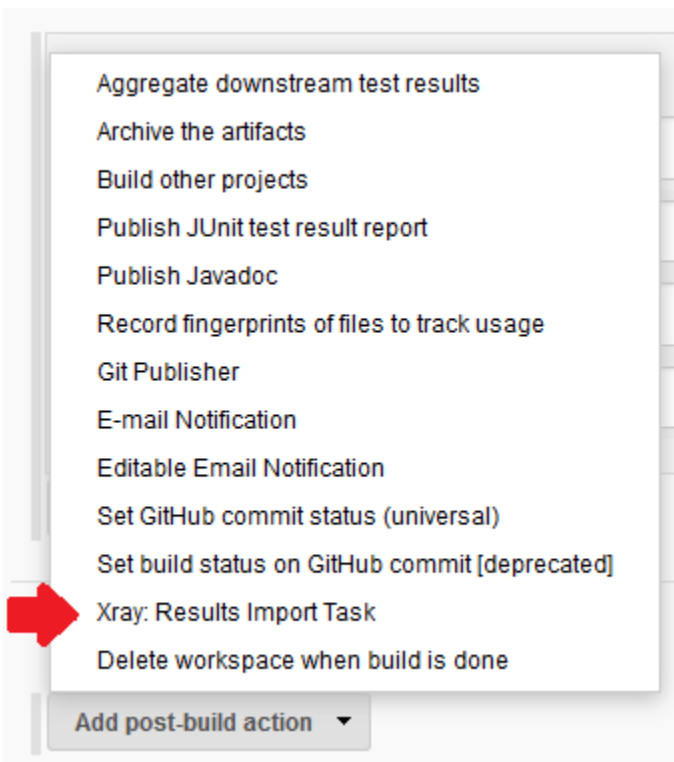 Aggregate downstream test results
Archive the artifacts
Build other projects
Publish JUnit test result report
Publish Javadoc
Record fingerprints of files to track usage
Git Publisher
E-mail Notification
Editable Email Notification
Set GitHub commit status (universal)
Set build status on GitHub commit [deprecated]
Xray: Results Import Task
Delete workspace when build is done
Add post-build action